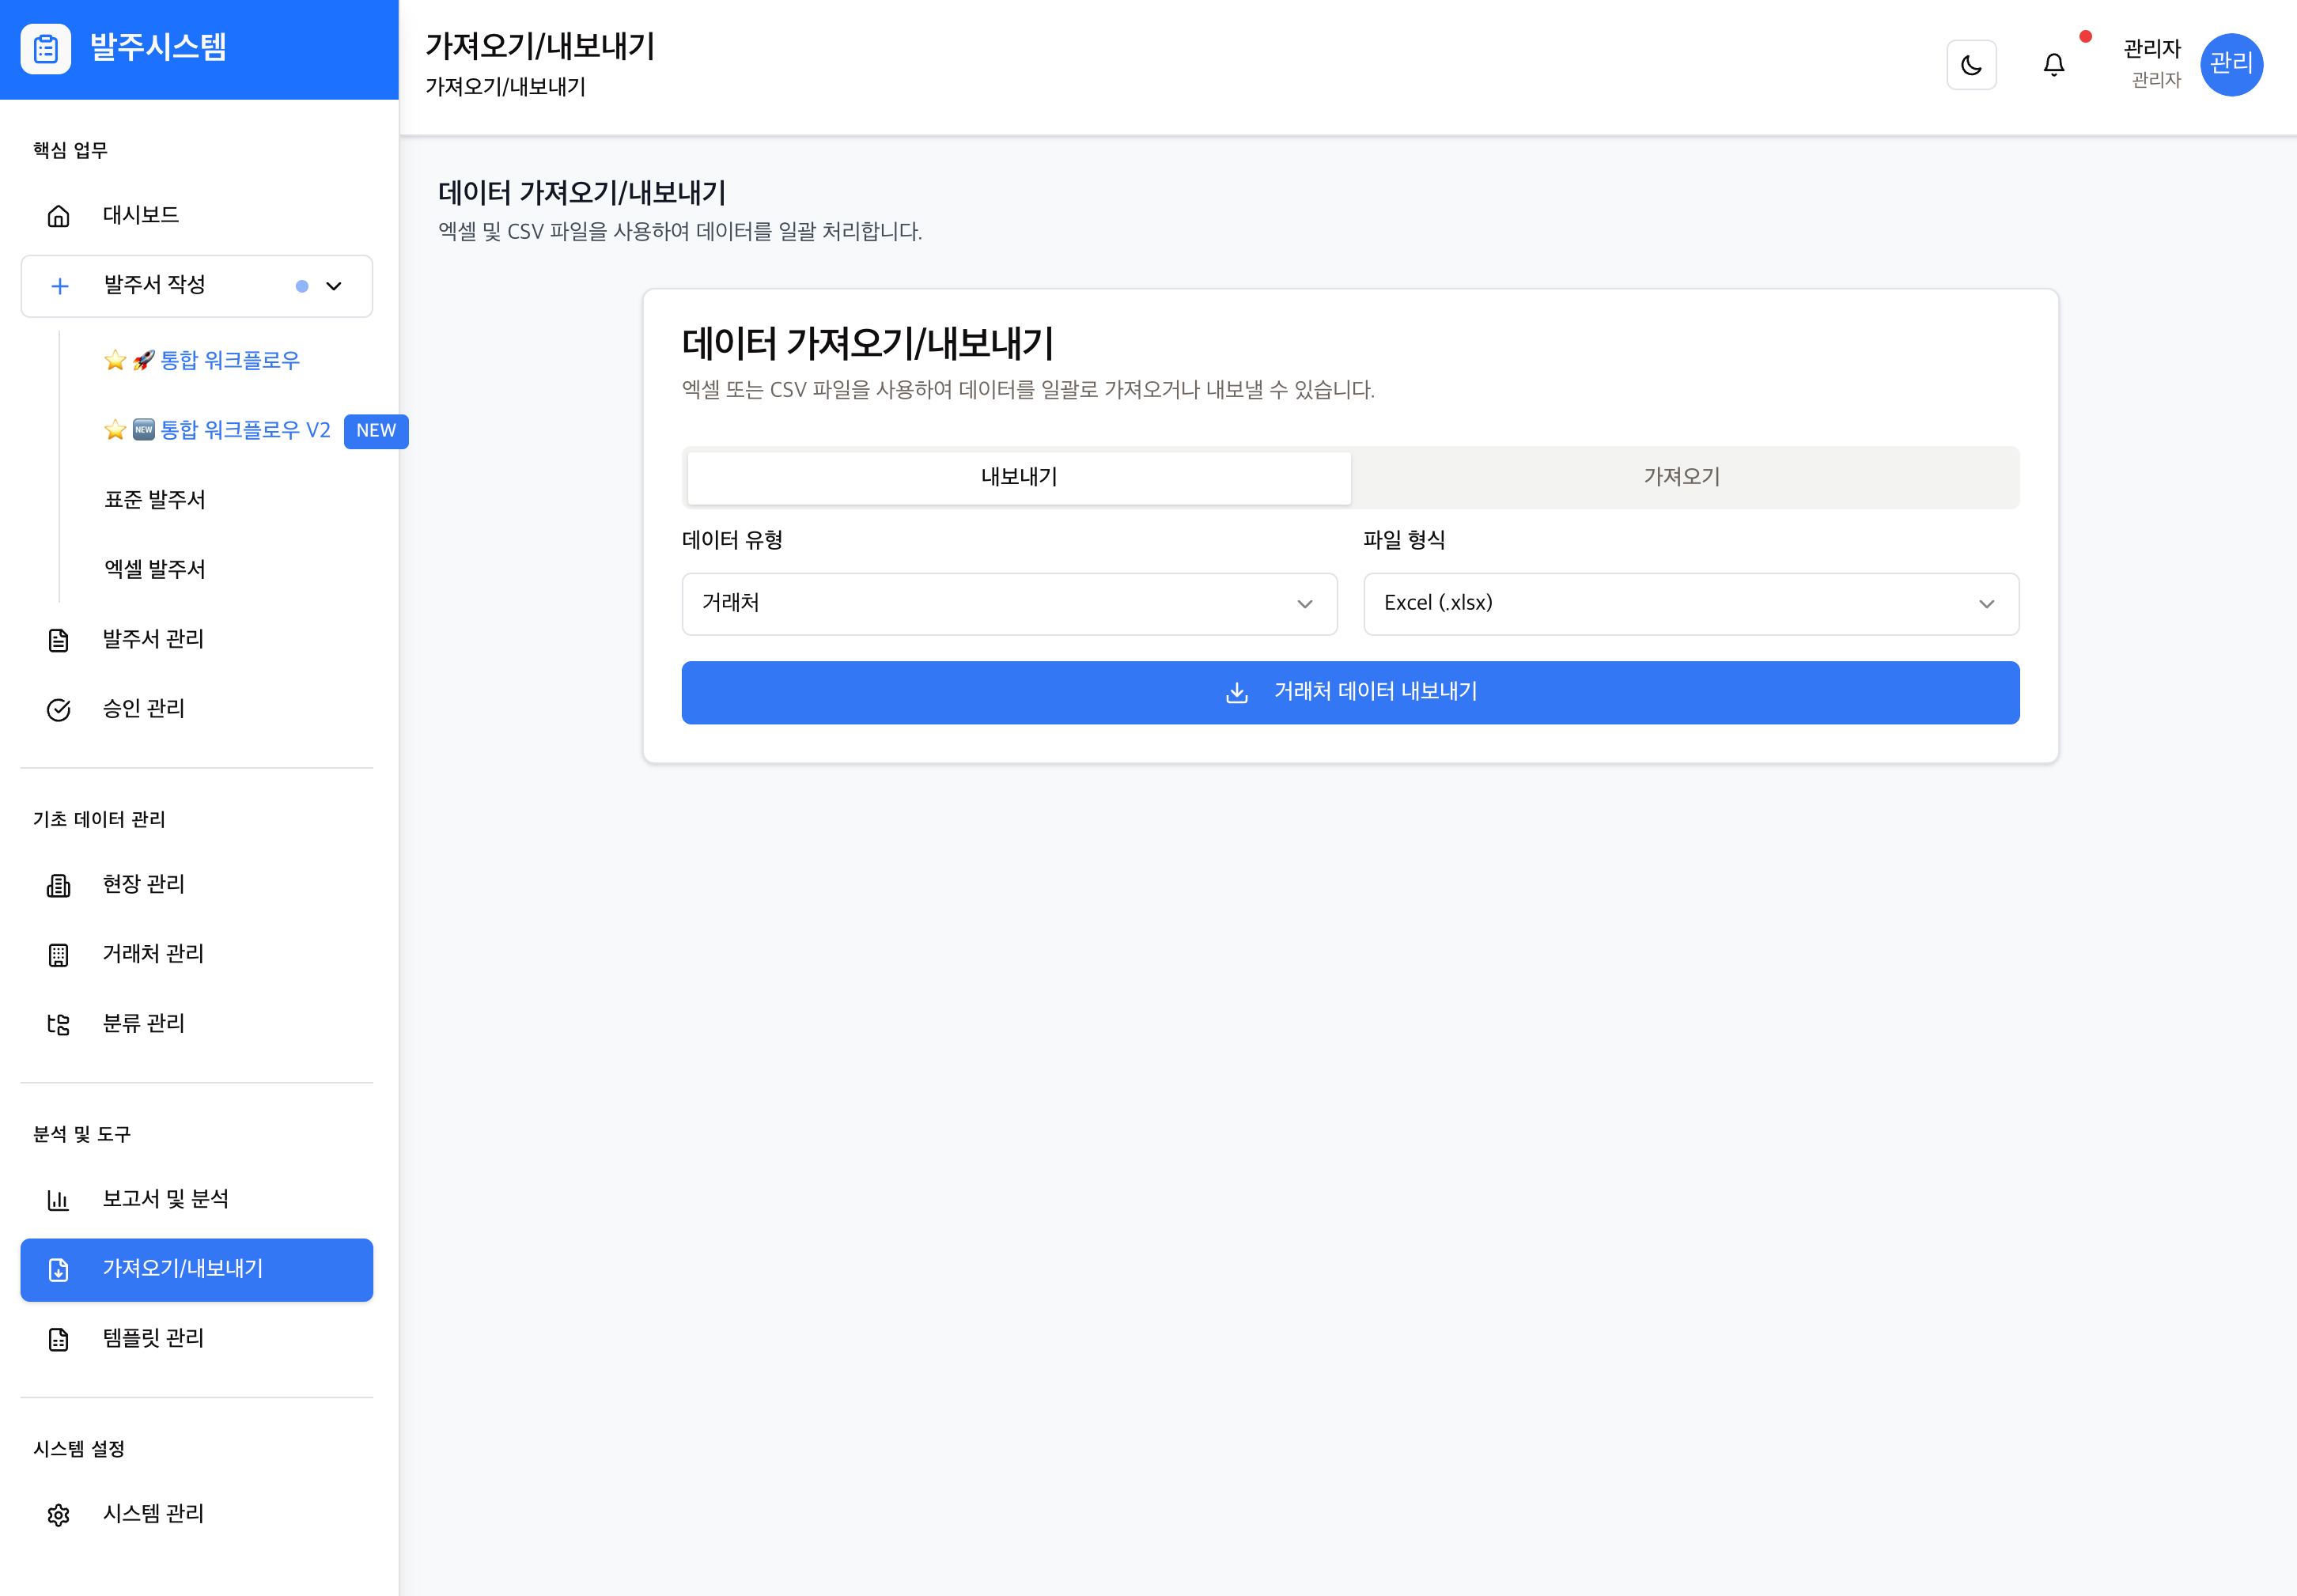 발주시스템
핵심 업무
대시보드
발주서 작성
⭐ 🚀 통합 워크플로우
⭐ 🆕 통합 워크플로우 V2 NEW
표준 발주서
엑셀 발주서
발주서 관리
승인 관리
기초 데이터 관리
현장 관리
거래처 관리
분류 관리
분석 및 도구
보고서 및 분석
가져오기/내보내기
템플릿 관리
시스템 설정
시스템 관리
가져오기/내보내기
가져오기/내보내기
관리자
관리자
관리
데이터 가져오기/내보내기
엑셀 및 CSV 파일을 사용하여 데이터를 일괄 처리합니다.
데이터 가져오기/내보내기
엑셀 또는 CSV 파일을 사용하여 데이터를 일괄로 가져오거나 내보낼 수 있습니다.
내보내기 가져오기
데이터 유형 파일 형식
거래처 Excel (.xlsx)
거래처 데이터 내보내기